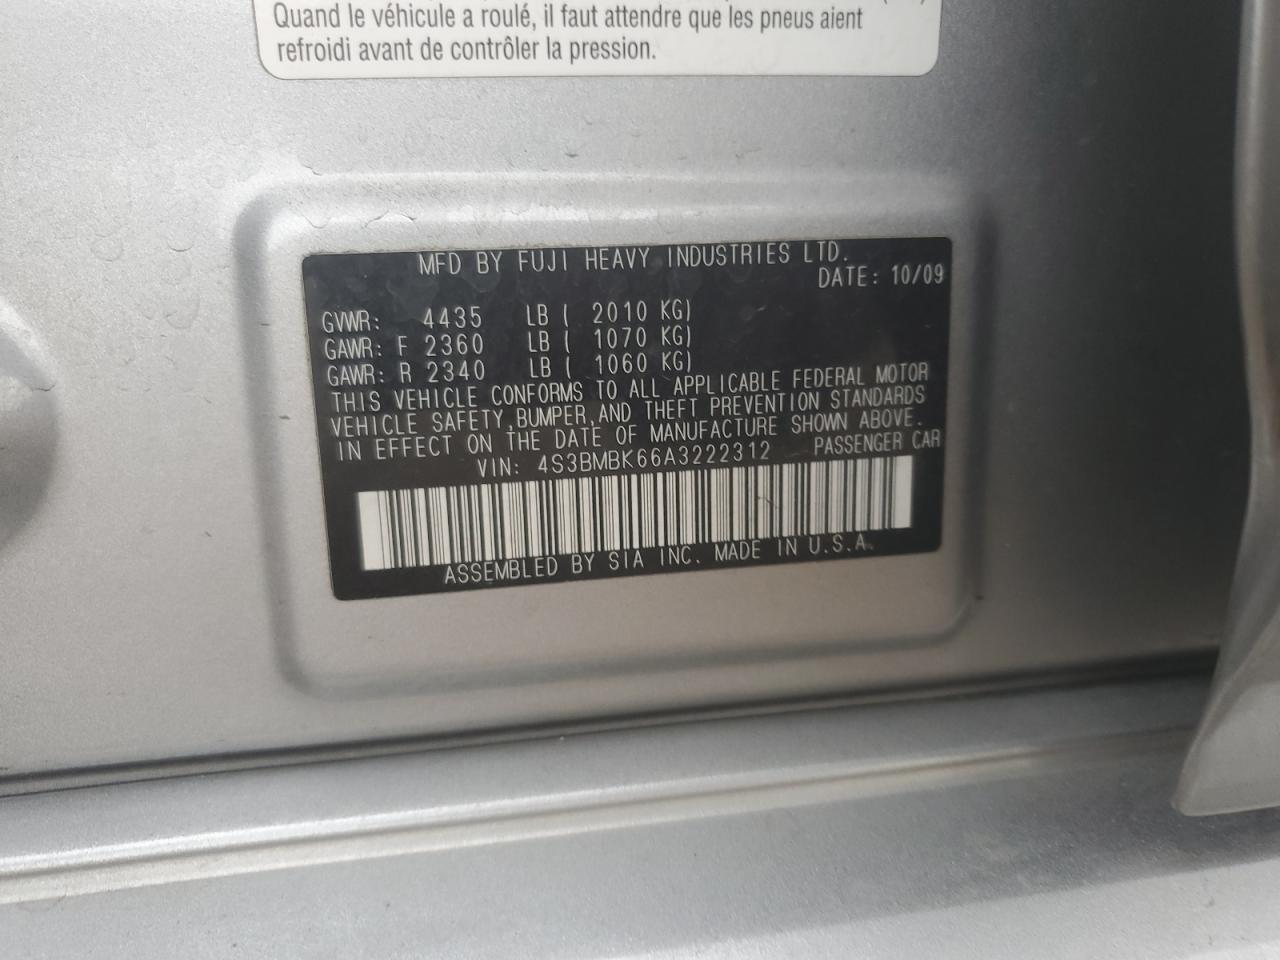 Quand le véhicule a roulé, il faut attendre que les pneus aient
refroidi avant de contrôler la pression.
MFD BY FUJI HEAVY INDUSTRIES LTD.
DATE: 10/09
GVWR: 4435 LB ( 2010 KG)
GAWR: F 2360 LB ( 1070 KG)
GAWR: R 2340 LB ( 1060 KG)
THIS VEHICLE CONFORMS TO ALL APPLICABLE FEDERAL MOTOR
VEHICLE SAFETY,BUMPER,AND THEFT PREVENTION STANDARDS
IN EFFECT ON THE DATE OF MANUFACTURE SHOWN ABOVE.
VIN: 4S3BMBK66A3222312 PASSENGER CAR
ASSEMBLED BY SIA INC. MADE IN U.S.A.